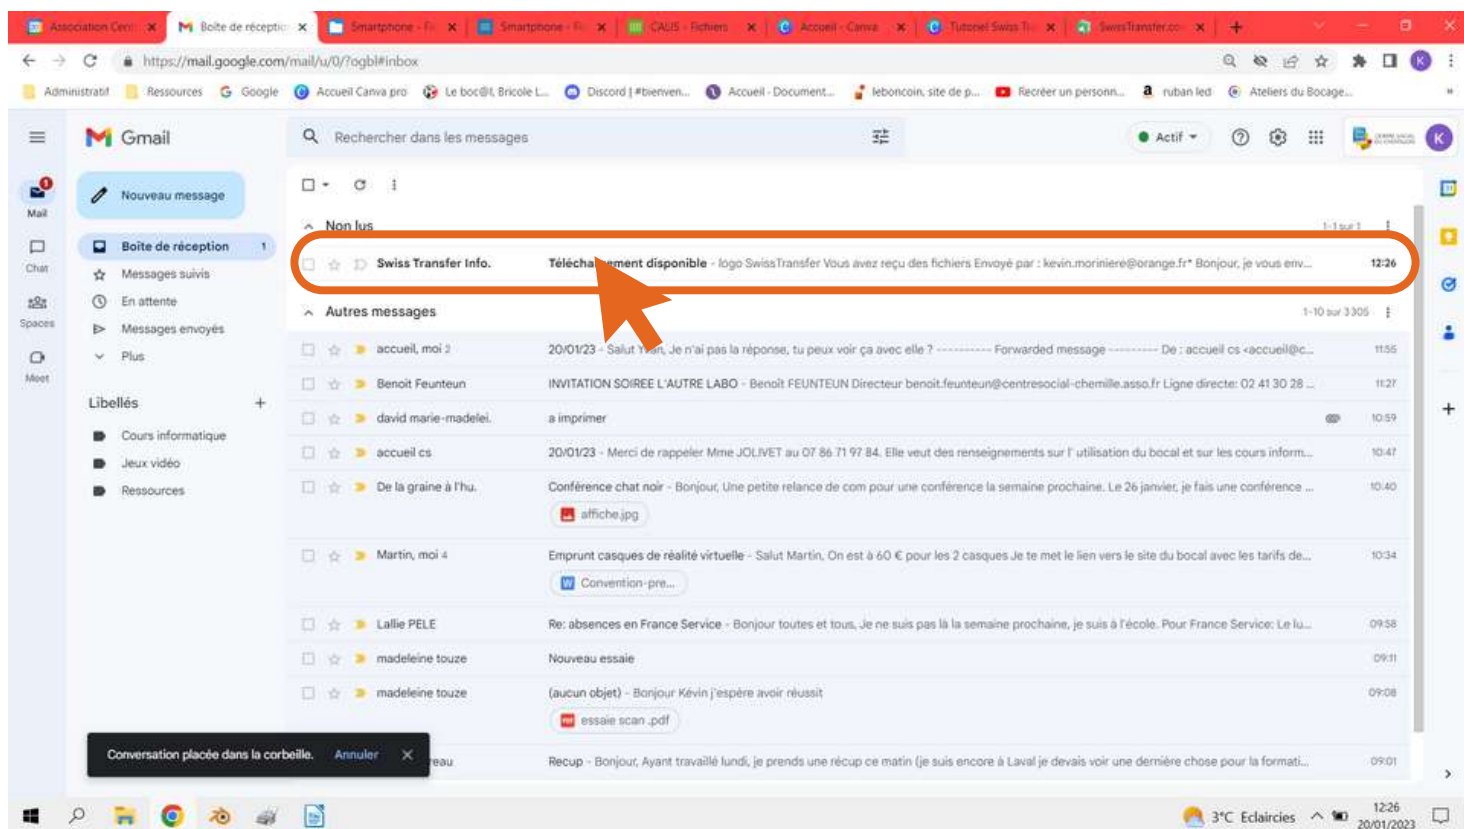 Association Cent
Boîte de réceptio
Smartphone - Fi
Smartphone - Fi
CAUS - Fichiers
Accueil - Canva
Tutoriel Swiss Tr
SwissTransfer.co
https://mail.google.com/mail/u/0/?ogbl#inbox
K
Administratif
Ressources
Google
Accueil Canva pro
Le boc@l, Bricole L...
Discord | #bienven...
Accueil - Document...
leboncoin, site de p...
Recréer un personn...
ruban led
Ateliers du Bocage...
Gmail
Rechercher dans les messages
Actif
K
1
Mail
Chat
Spaces
Meet
Nouveau message
Boîte de réception 1
Messages suivis
En attente
Messages envoyés
Plus
Libellés
Cours informatique
Jeux vidéo
Ressources
Non lus 1-1 sur 1
Swiss Transfer Info. Téléchargement disponible - logo SwissTransfer Vous avez reçu des fichiers Envoyé par : kevin.moriniere@orange.fr* Bonjour, je vous env... 12:26
Autres messages 1-10 sur 3 305
accueil, moi 2 20/01/23 - Salut Yvan, Je n'ai pas la réponse, tu peux voir ça avec elle ? ---------- Forwarded message --------- De : accueil cs <accueil@c... 11:55
Benoit Feunteun INVITATION SOIREE L'AUTRE LABO - Benoit FEUNTEUN Directeur benoit.feunteun@centresocial-chemille.asso.fr Ligne directe: 02 41 30 28 ... 11:27
david marie-madelei. a imprimer 10:59
accueil cs 20/01/23 - Merci de rappeler Mme JOLIVET au 07 86 71 97 84. Elle veut des renseignements sur l' utilisation du bocal et sur les cours inform... 10:47
De la graine à l'hu. Conférence chat noir - Bonjour, Une petite relance de com pour une conférence la semaine prochaine. Le 26 janvier, je fais une conférence ... 10:40
affiche.jpg
Martin, moi 4 Emprunt casques de réalité virtuelle - Salut Martin, On est à 60 € pour les 2 casques Je te met le lien vers le site du bocal avec les tarifs de... 10:34
Convention-pre...
Lallie PELE Re: absences en France Service - Bonjour toutes et tous, Je ne suis pas là la semaine prochaine, je suis à l'école. Pour France Service: Le lu... 09:58
madeleine touze Nouveau essaie 09:11
madeleine touze (aucun objet) - Bonjour Kévin j'espère avoir réussit 09:08
essaie scan .pdf
eau Recup - Bonjour, Ayant travaillé lundi, je prends une récup ce matin (je suis encore à Laval je devais voir une dernière chose pour la formati... 09:01
Conversation placée dans la corbeille. Annuler
3°C Eclaircies
12:26
20/01/2023